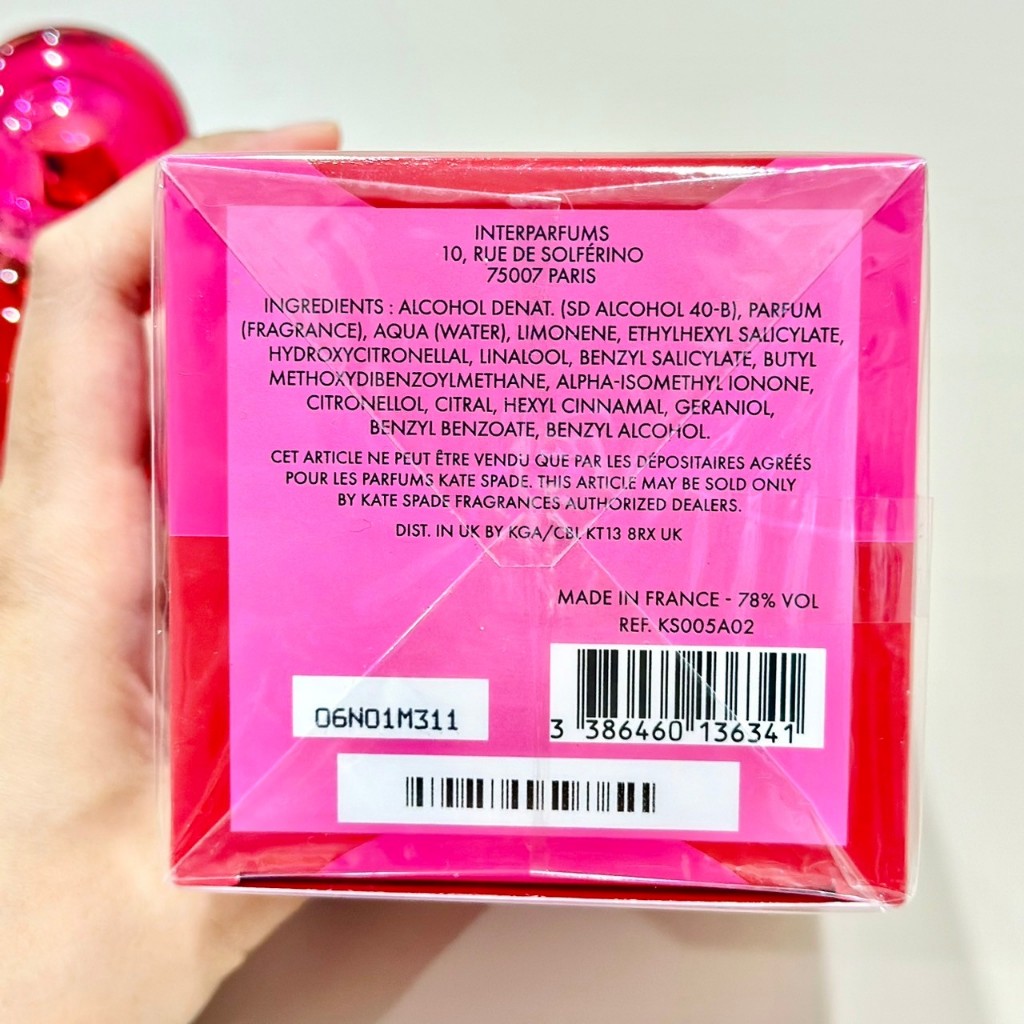 INTERPARFUMS
10, RUE DE SOLFÉRINO
75007 PARIS
INGREDIENTS : ALCOHOL DENAT. (SD ALCOHOL 40-B), PARFUM
(FRAGRANCE), AQUA (WATER), LIMONENE, ETHYLHEXYL SALICYLATE,
HYDROXYCITRONELLAL, LINALOOL, BENZYL SALICYLATE, BUTYL
METHOXYDIBENZOYLMETHANE, ALPHA-ISOMETHYL IONONE,
CITRONELLOL, CITRAL, HEXYL CINNAMAL, GERANIOL,
BENZYL BENZOATE, BENZYL ALCOHOL.
CET ARTICLE NE PEUT ÊTRE VENDU QUE PAR LES DÉPOSITAIRES AGRÉÉS
POUR LES PARFUMS KATE SPADE. THIS ARTICLE MAY BE SOLD ONLY
BY KATE SPADE FRAGRANCES AUTHORIZED DEALERS.
DIST. IN UK BY KGA/CBI, KT13 8RX UK
MADE IN FRANCE - 78% VOL
REF. KS005A02
06N01M311
3 386460 136341